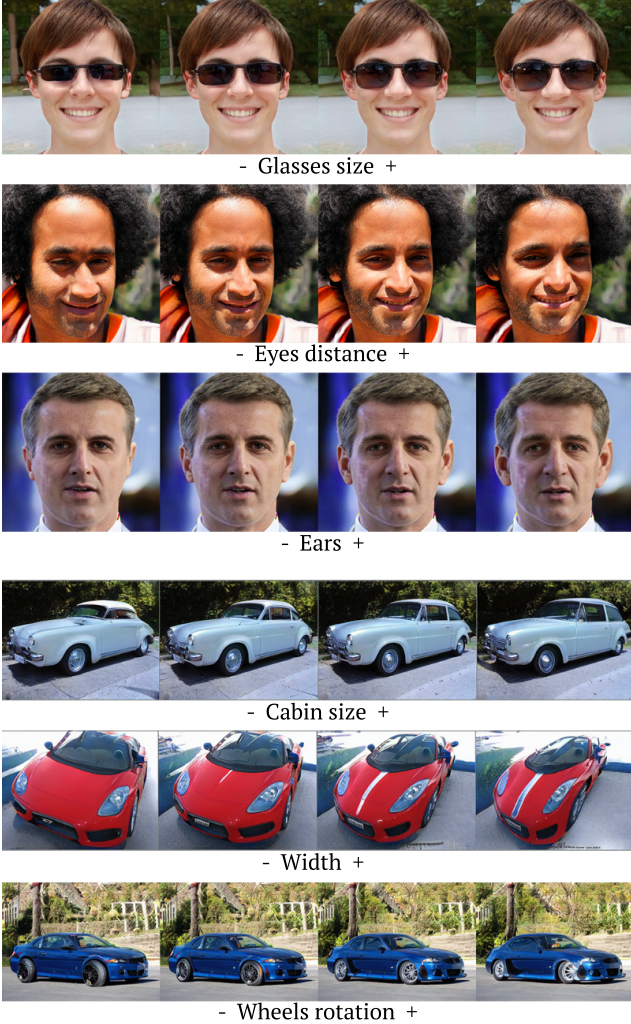 - Glasses size +
- Eyes distance +
- Ears +
- Cabin size +
- Width +
- Wheels rotation +